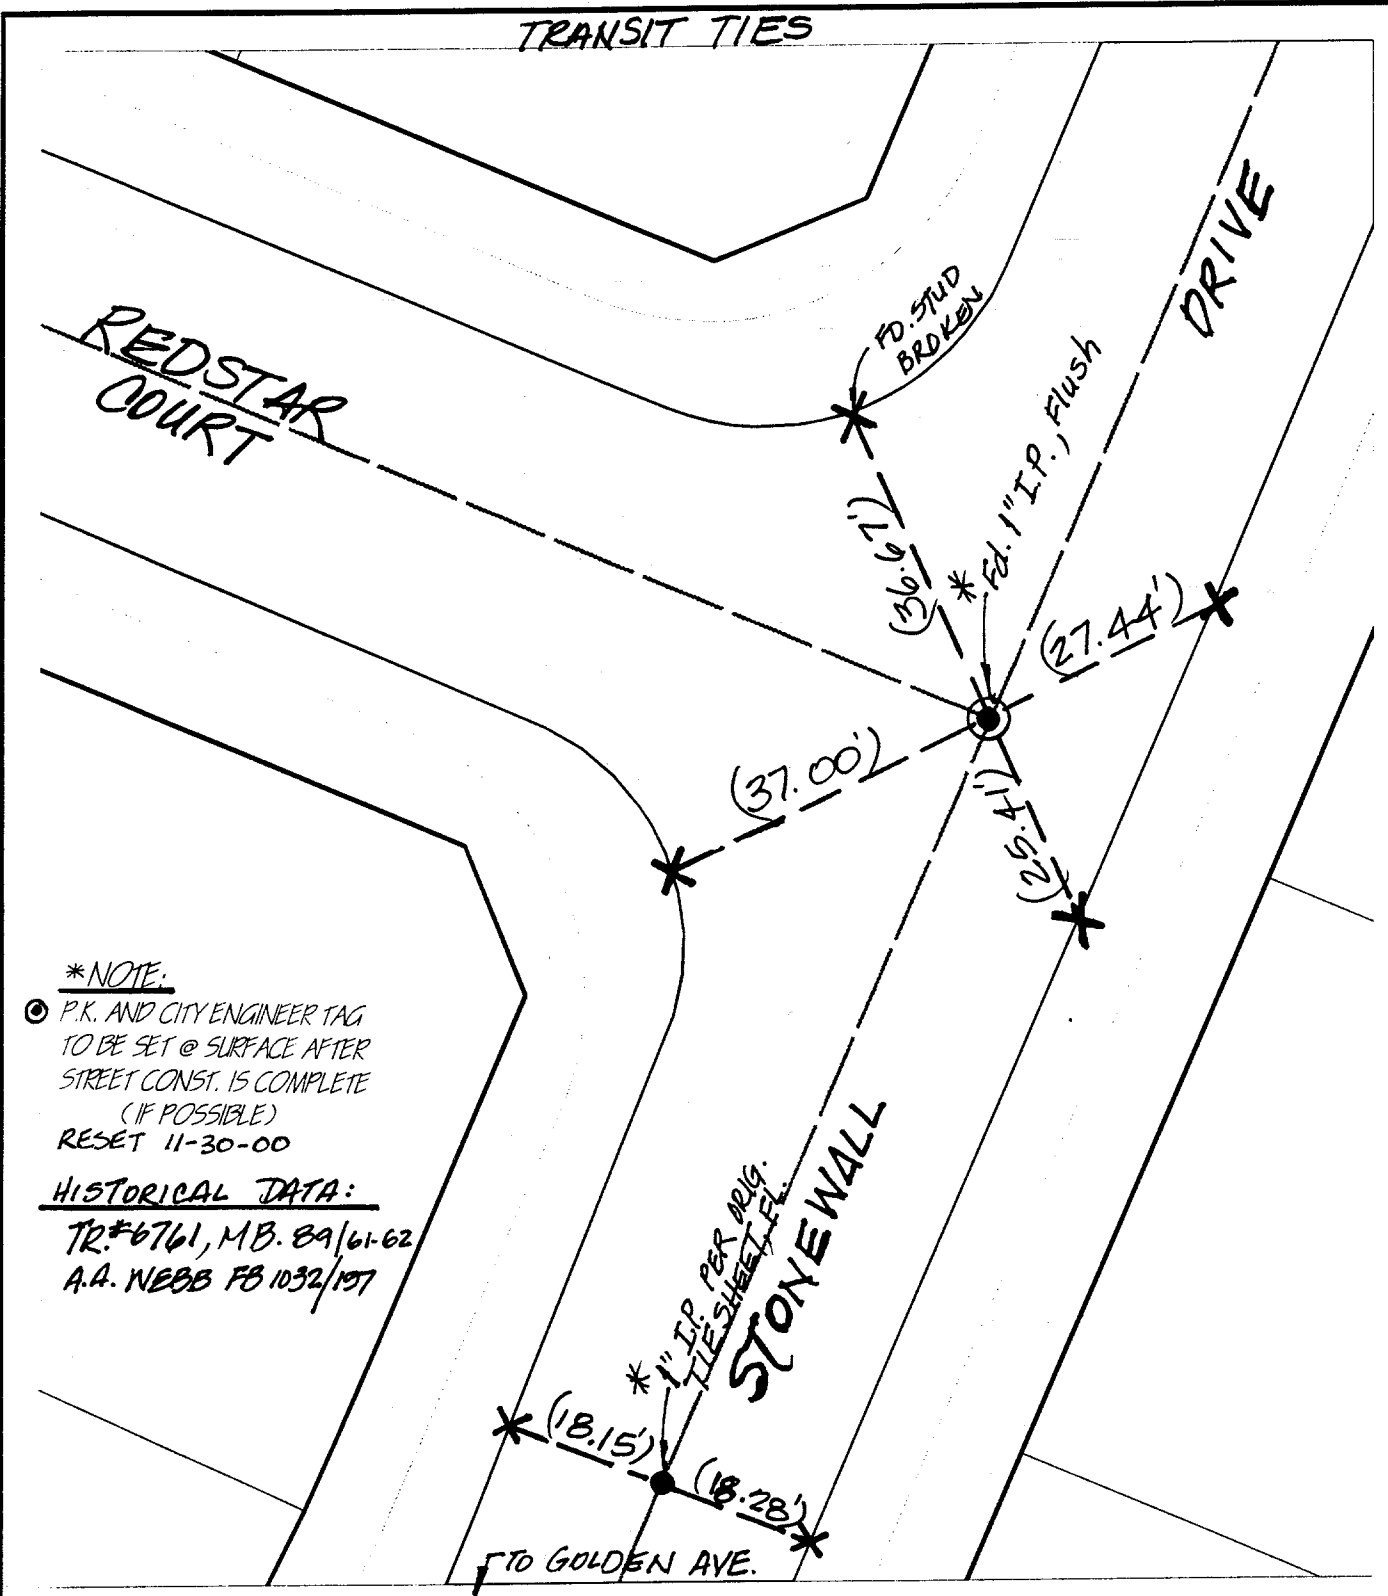 TRANSIT TIES
DRIVE
FD. STUD
BROKEN
REDSTAR
COURT
* Fd. 1" I.P., Flush
(36.67')
(27.44')
(37.00')
(25.41')
*NOTE:
P.K. AND CITY ENGINEER TAG
TO BE SET @ SURFACE AFTER
STREET CONST. IS COMPLETE
(IF POSSIBLE)
RESET 11-30-00
HISTORICAL DATA:
TR.#6761, MB. 89/61-62
A.A. WEBB FB 1032/197
STONEWALL
* 1" I.P. PER ORIG.
TIE SHEET, FL.
(18.15')
(18.28')
TO GOLDEN AVE.